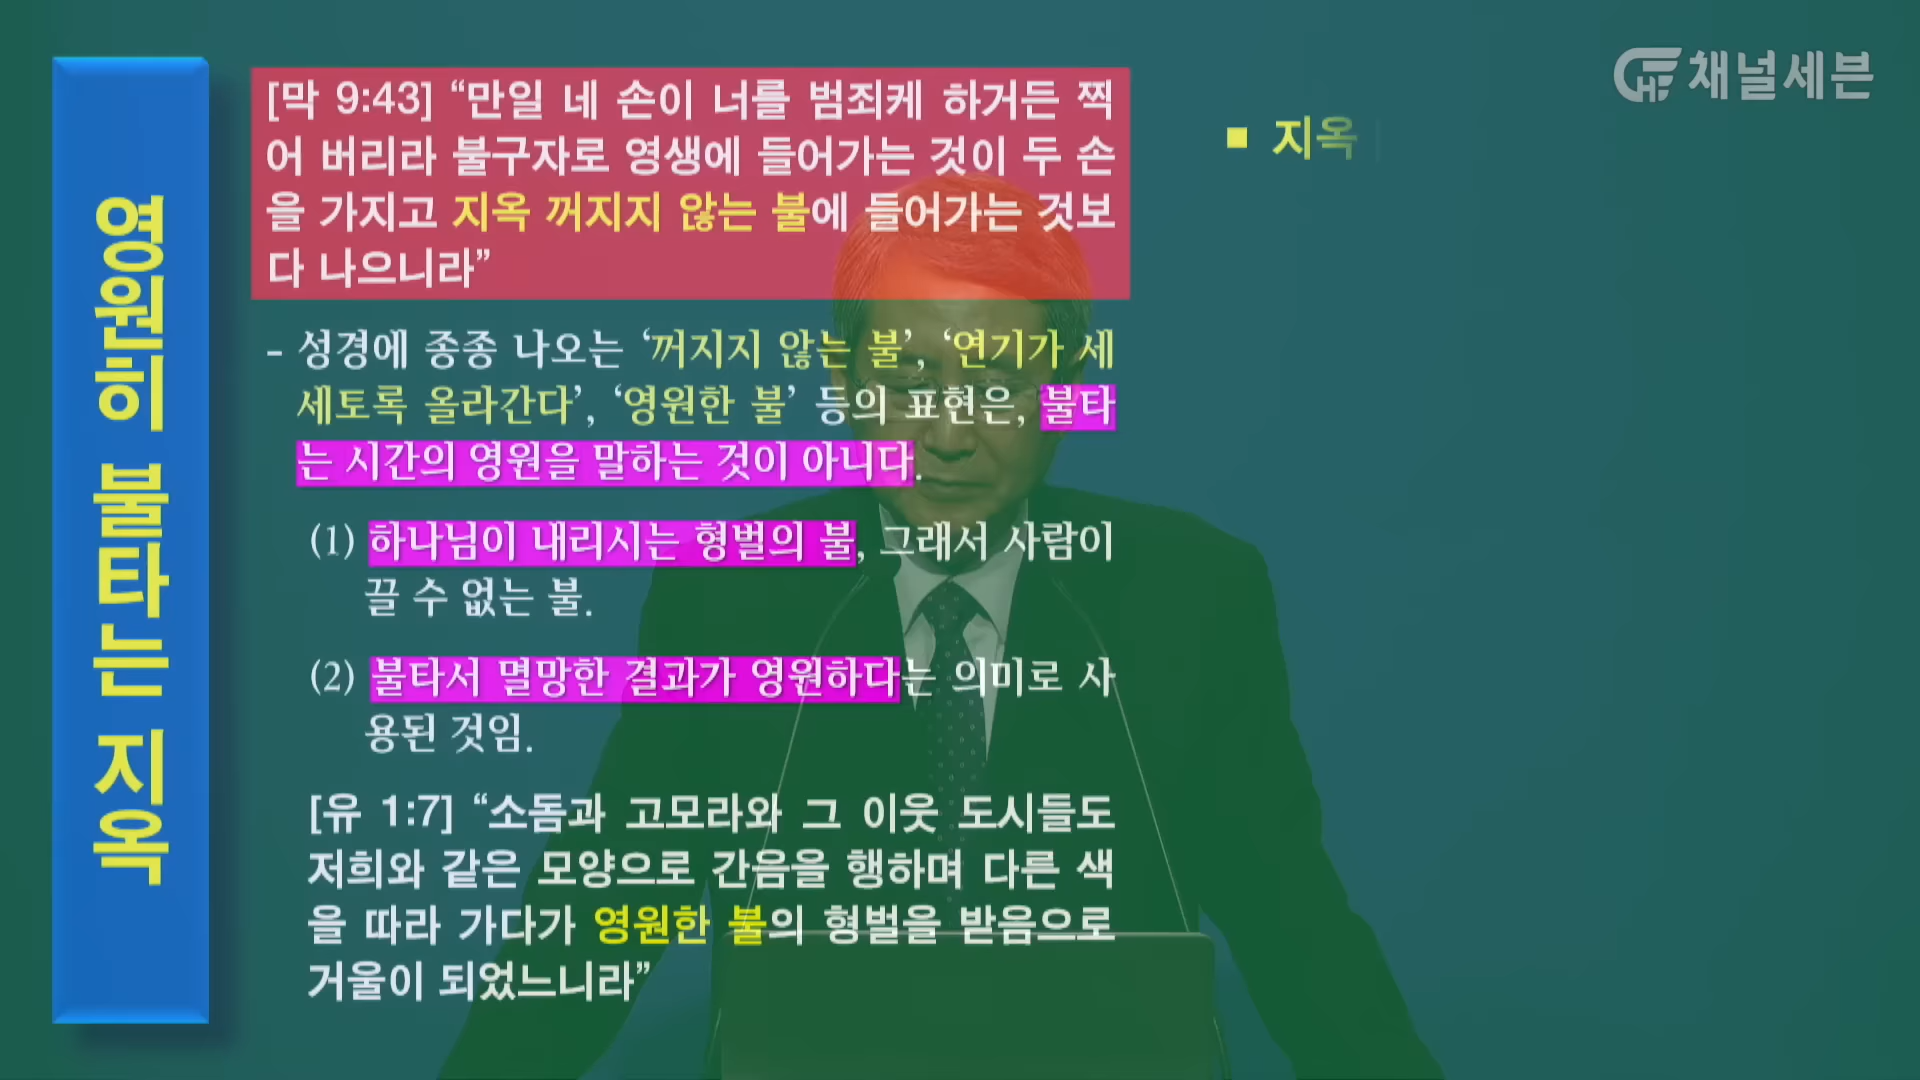 영원히 불타는 지옥
[막 9:43] “만일 네 손이 너를 범죄케 하거든 찍
어 버리라 불구자로 영생에 들어가는 것이 두 손
을 가지고 지옥 꺼지지 않는 불에 들어가는 것보
다 나으니라”
- 성경에 종종 나오는 ‘꺼지지 않는 불’, ‘연기가 세
세토록 올라간다’, ‘영원한 불’ 등의 표현은, 불타
는 시간의 영원을 말하는 것이 아니다.
(1) 하나님이 내리시는 형벌의 불, 그래서 사람이
끌 수 없는 불.
(2) 불타서 멸망한 결과가 영원하다는 의미로 사
용된 것임.
[유 1:7] “소돔과 고모라와 그 이웃 도시들도
저희와 같은 모양으로 간음을 행하며 다른 색
을 따라 가다가 영원한 불의 형벌을 받음으로
거울이 되었느니라”
CH 채널세븐
■ 지옥